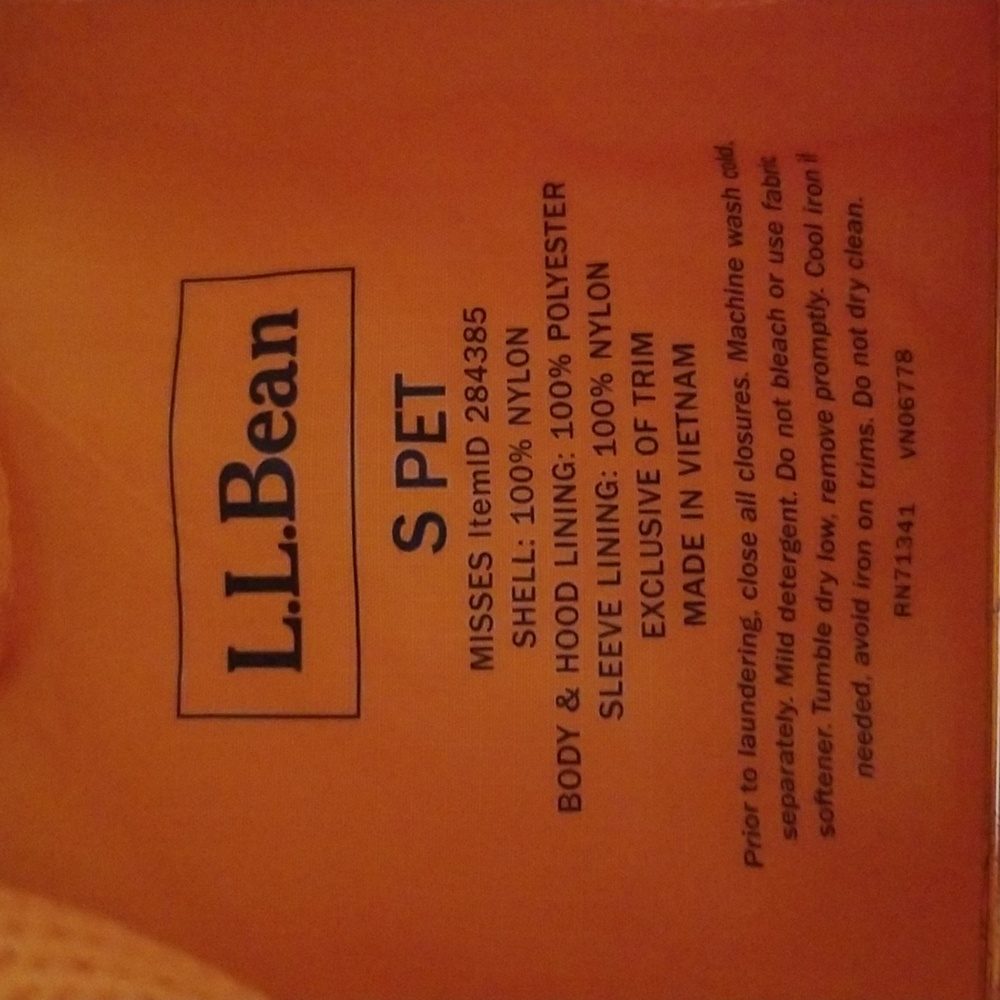 L.L.Bean
S PET
MISSES ItemID 284385
SHELL: 100% NYLON
BODY & HOOD LINING: 100% POLYESTER
SLEEVE LINING: 100% NYLON
EXCLUSIVE OF TRIM
MADE IN VIETNAM
Prior to laundering, close all closures. Machine wash cold,
separately. Mild detergent. Do not bleach or use fabric
softener. Tumble dry low, remove promptly. Cool iron if
needed, avoid iron on trims. Do not dry clean.
RN71341 VN06778